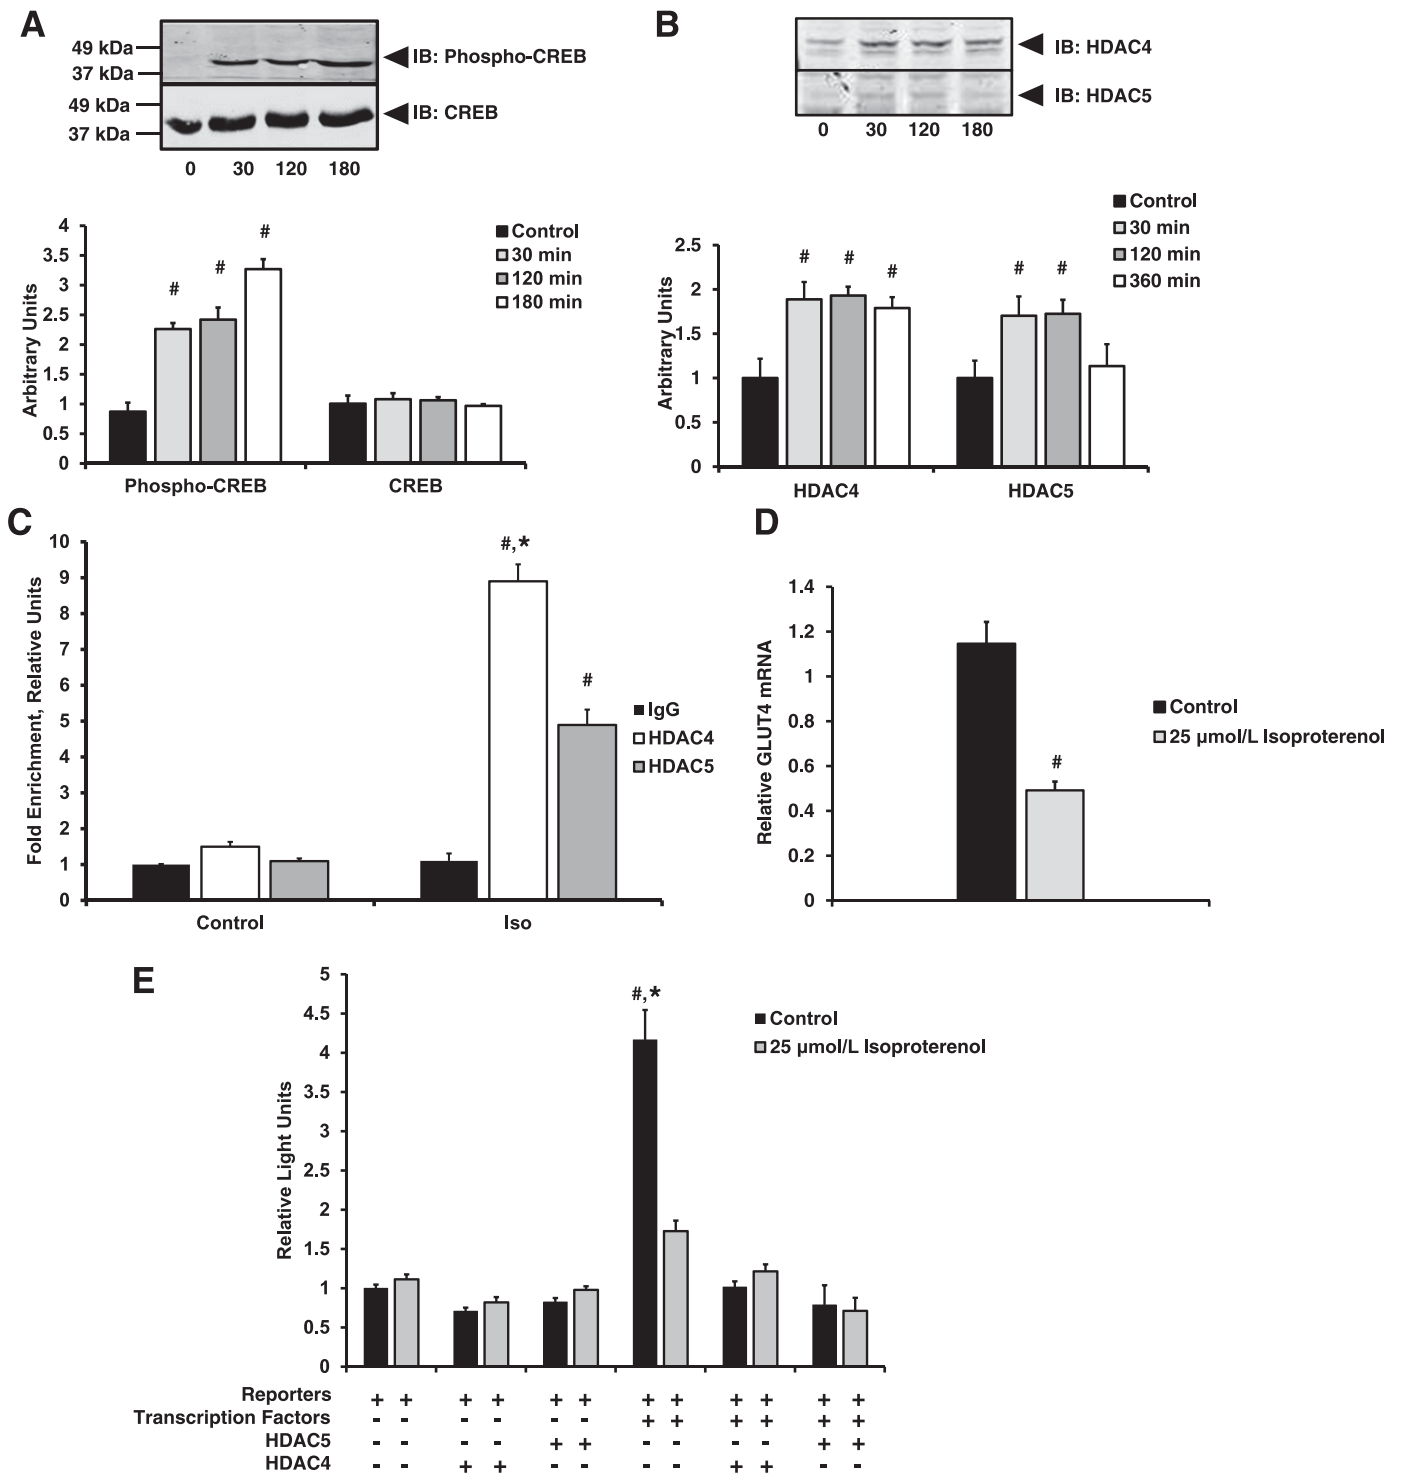 A
49 kDa
37 kDa
IB: Phospho-CREB
49 kDa
37 kDa
IB: CREB
0 30 120 180
4
3.5
3
2.5
2
1.5
1
0.5
0
Arbitrary Units
# # #
Control
30 min
120 min
180 min
Phospho-CREB CREB
B
IB: HDAC4
IB: HDAC5
0 30 120 180
2.5
2
1.5
1
0.5
0
Arbitrary Units
# # # # #
Control
30 min
120 min
360 min
HDAC4 HDAC5
C
10
9
8
7
6
5
4
3
2
1
0
Fold Enrichment, Relative Units
#,*
#
IgG
HDAC4
HDAC5
Control Iso
D
1.4
1.2
1
0.8
0.6
0.4
0.2
0
Relative GLUT4 mRNA
#
Control
25 µmol/L Isoproterenol
E
5
4.5
4
3.5
3
2.5
2
1.5
1
0.5
0
Relative Light Units
#,*
Control
25 µmol/L Isoproterenol
Reporters + + + + + + + + + + + +
Transcription Factors - - - - - - + + + + + +
HDAC5 - - - - + + - - - - + +
HDAC4 - - + + - - - - + + - -